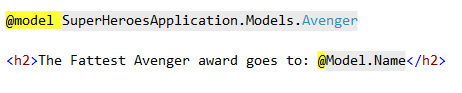 @model SuperHeroesApplication.Models.Avenger
<h2>The Fattest Avenger award goes to: @Model.Name</h2>